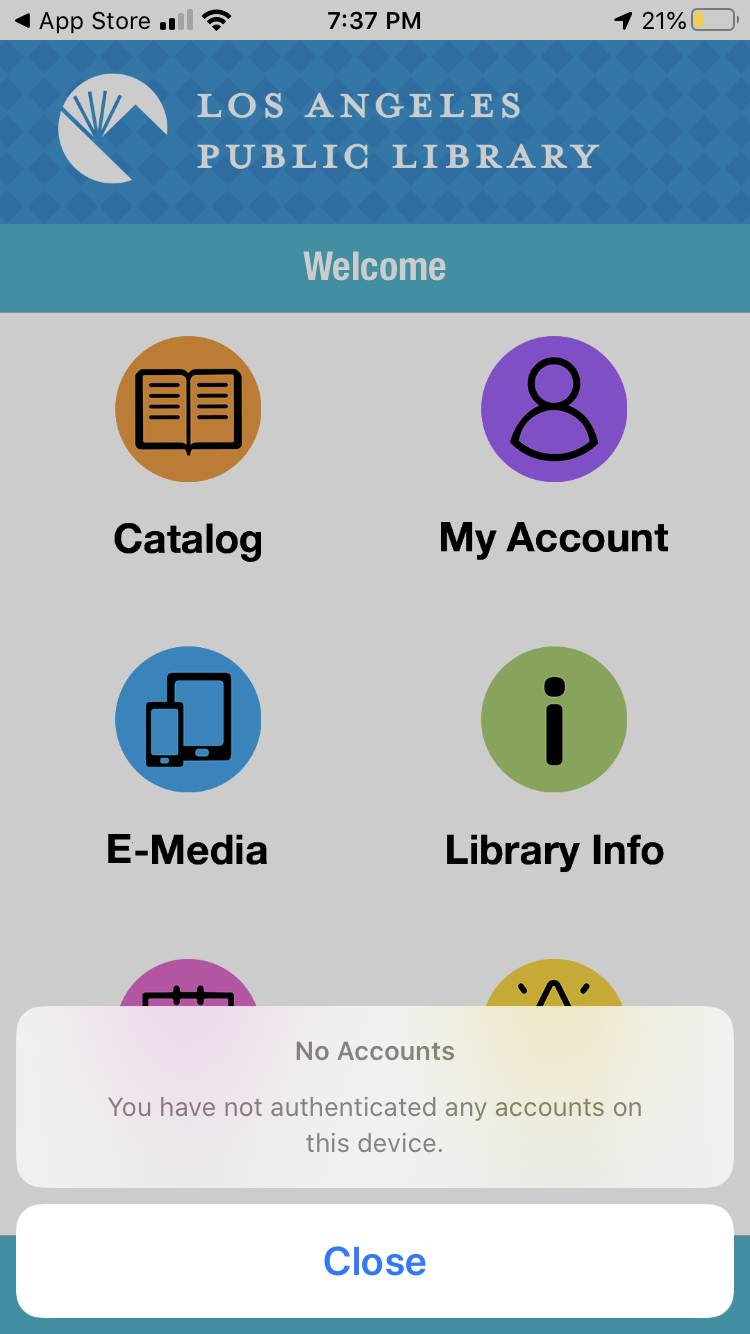 App Store
7:37 PM
21%
LOS ANGELES
PUBLIC LIBRARY
Welcome
Catalog
My Account
E-Media
Library Info
No Accounts
You have not authenticated any accounts on
this device.
Close